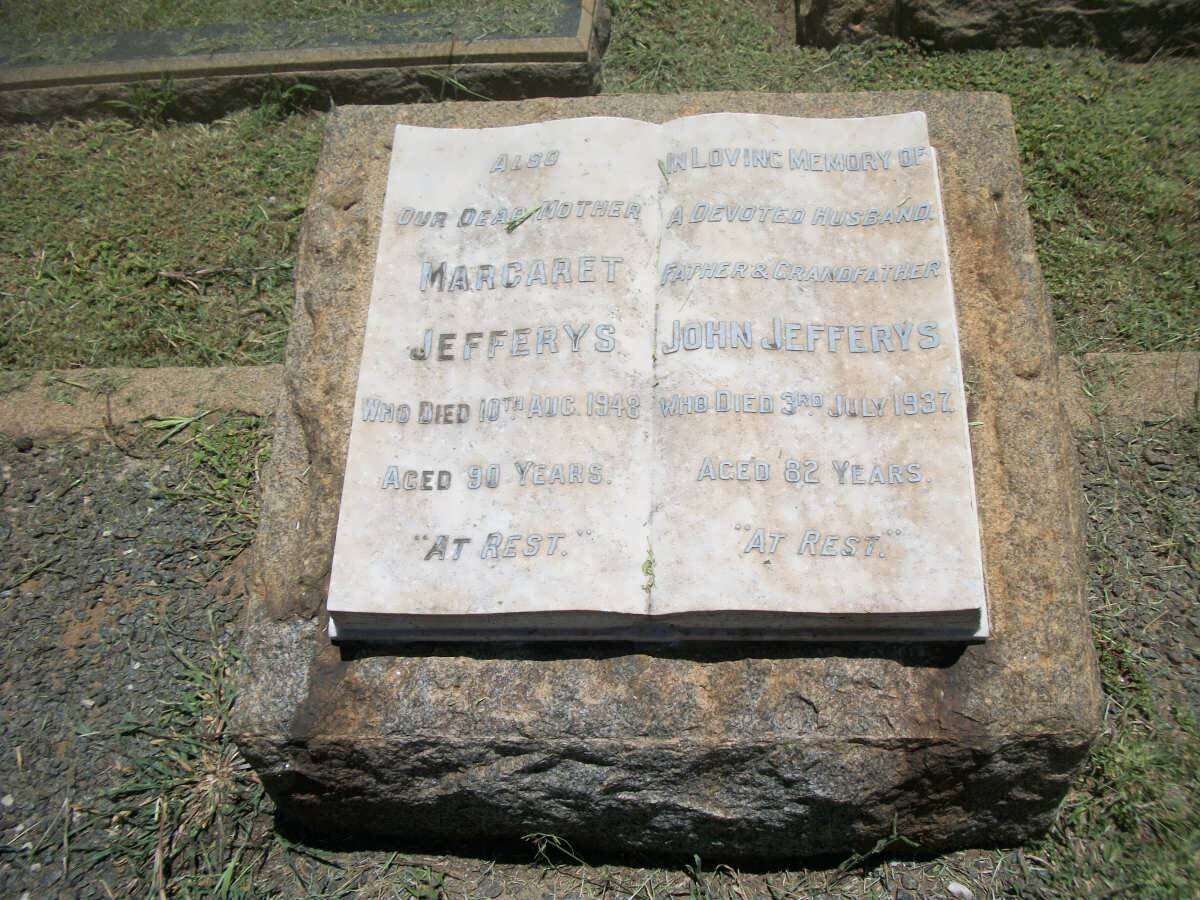 ALSO
OUR DEAR MOTHER
MARGARET
JEFFERYS
WHO DIED 10TH AUG. 1948
AGED 90 YEARS.
"AT REST."
IN LOVING MEMORY OF
A DEVOTED HUSBAND,
FATHER & GRANDFATHER
JOHN JEFFERYS
WHO DIED 3RD JULY 1937.
AGED 82 YEARS.
"AT REST."